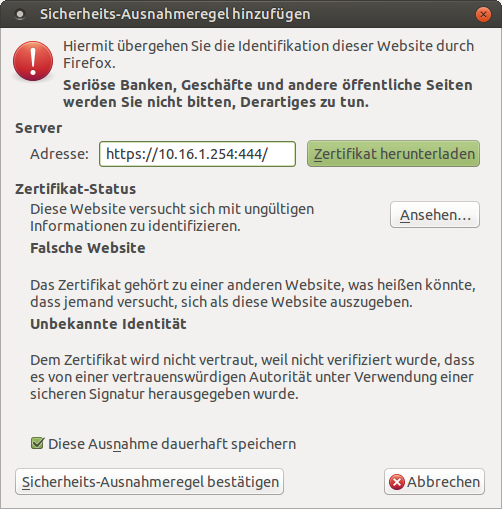 Sicherheits-Ausnahmeregel hinzufügen
Hiermit übergehen Sie die Identifikation dieser Website durch
Firefox.
Seriöse Banken, Geschäfte und andere öffentliche Seiten
werden Sie nicht bitten, Derartiges zu tun.
Server
Adresse: https://10.16.1.254:444/ Zertifikat herunterladen
Zertifikat-Status
Diese Website versucht sich mit ungültigen
Informationen zu identifizieren.
Ansehen...
Falsche Website
Das Zertifikat gehört zu einer anderen Website, was heißen könnte,
dass jemand versucht, sich als diese Website auszugeben.
Unbekannte Identität
Dem Zertifikat wird nicht vertraut, weil nicht verifiziert wurde, dass
es von einer vertrauenswürdigen Autorität unter Verwendung einer
sicheren Signatur herausgegeben wurde.
Diese Ausnahme dauerhaft speichern
Sicherheits-Ausnahmeregel bestätigen Abbrechen